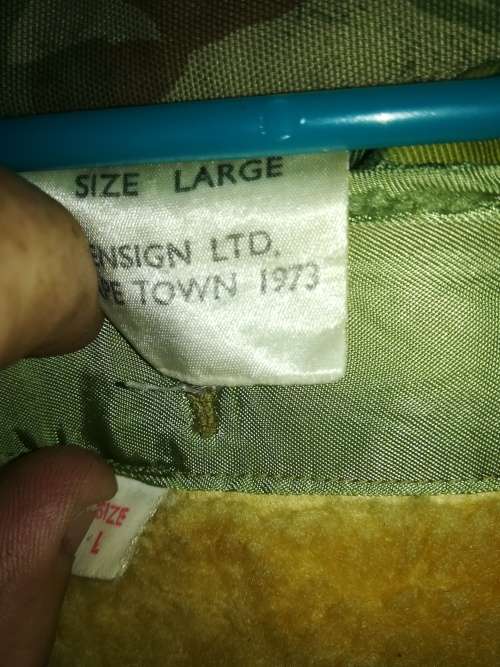 SIZE LARGE
ENSIGN LTD.
PE TOWN 1973
SIZE
L